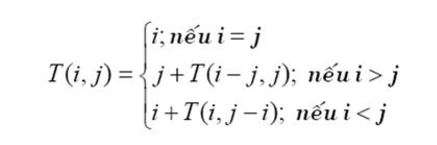 i; nếu i = j
T(i, j) = { j + T(i − j, j); nếu i > j
i + T(i, j − i); nếu i < j